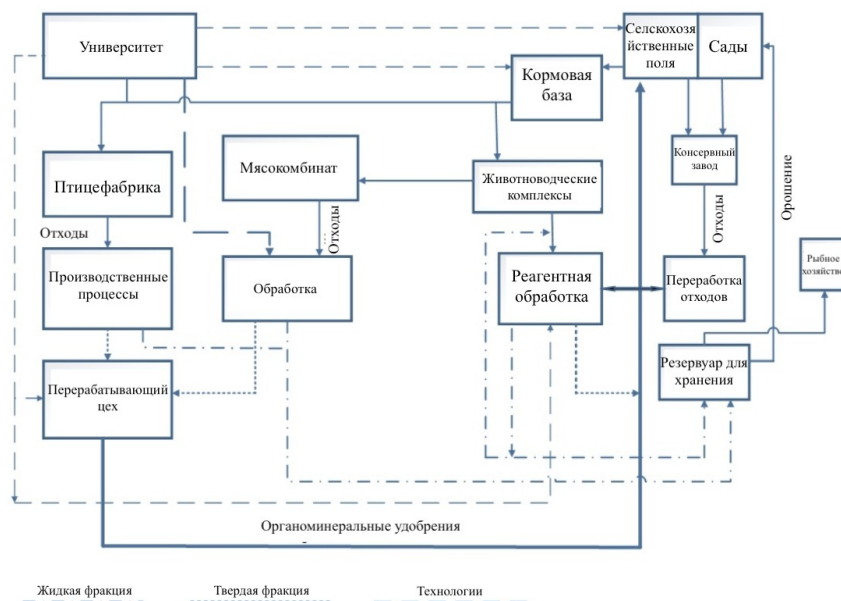 Университет
Селскохозя
йственные
поля
Сады
Кормовая
база
Мясокомбинат
Консервный
завод
Птицефабрика
Животноводческие
комплексы
Орошение
Отходы
Отходы
Отходы
Производственные
процессы
Обработка
Реагентная
обработка
Переработка
отходов
Рыбное
хозяйство
Резервуар для
хранения
Перерабатывающий
цех
Органоминеральные удобрения
Жидкая фракция
Твердая фракция
Технологии